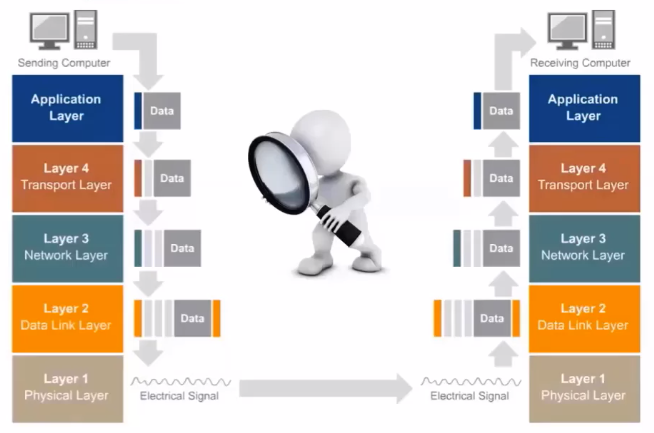 Sending Computer
Receiving Computer
Application
Layer
Data
Data
Application
Layer
Layer 4
Transport Layer
Data
Data
Layer 4
Transport Layer
Layer 3
Network Layer
Data
Data
Layer 3
Network Layer
Layer 2
Data Link Layer
Data
Data
Layer 2
Data Link Layer
Layer 1
Physical Layer
Electrical Signal
Electrical Signal
Layer 1
Physical Layer